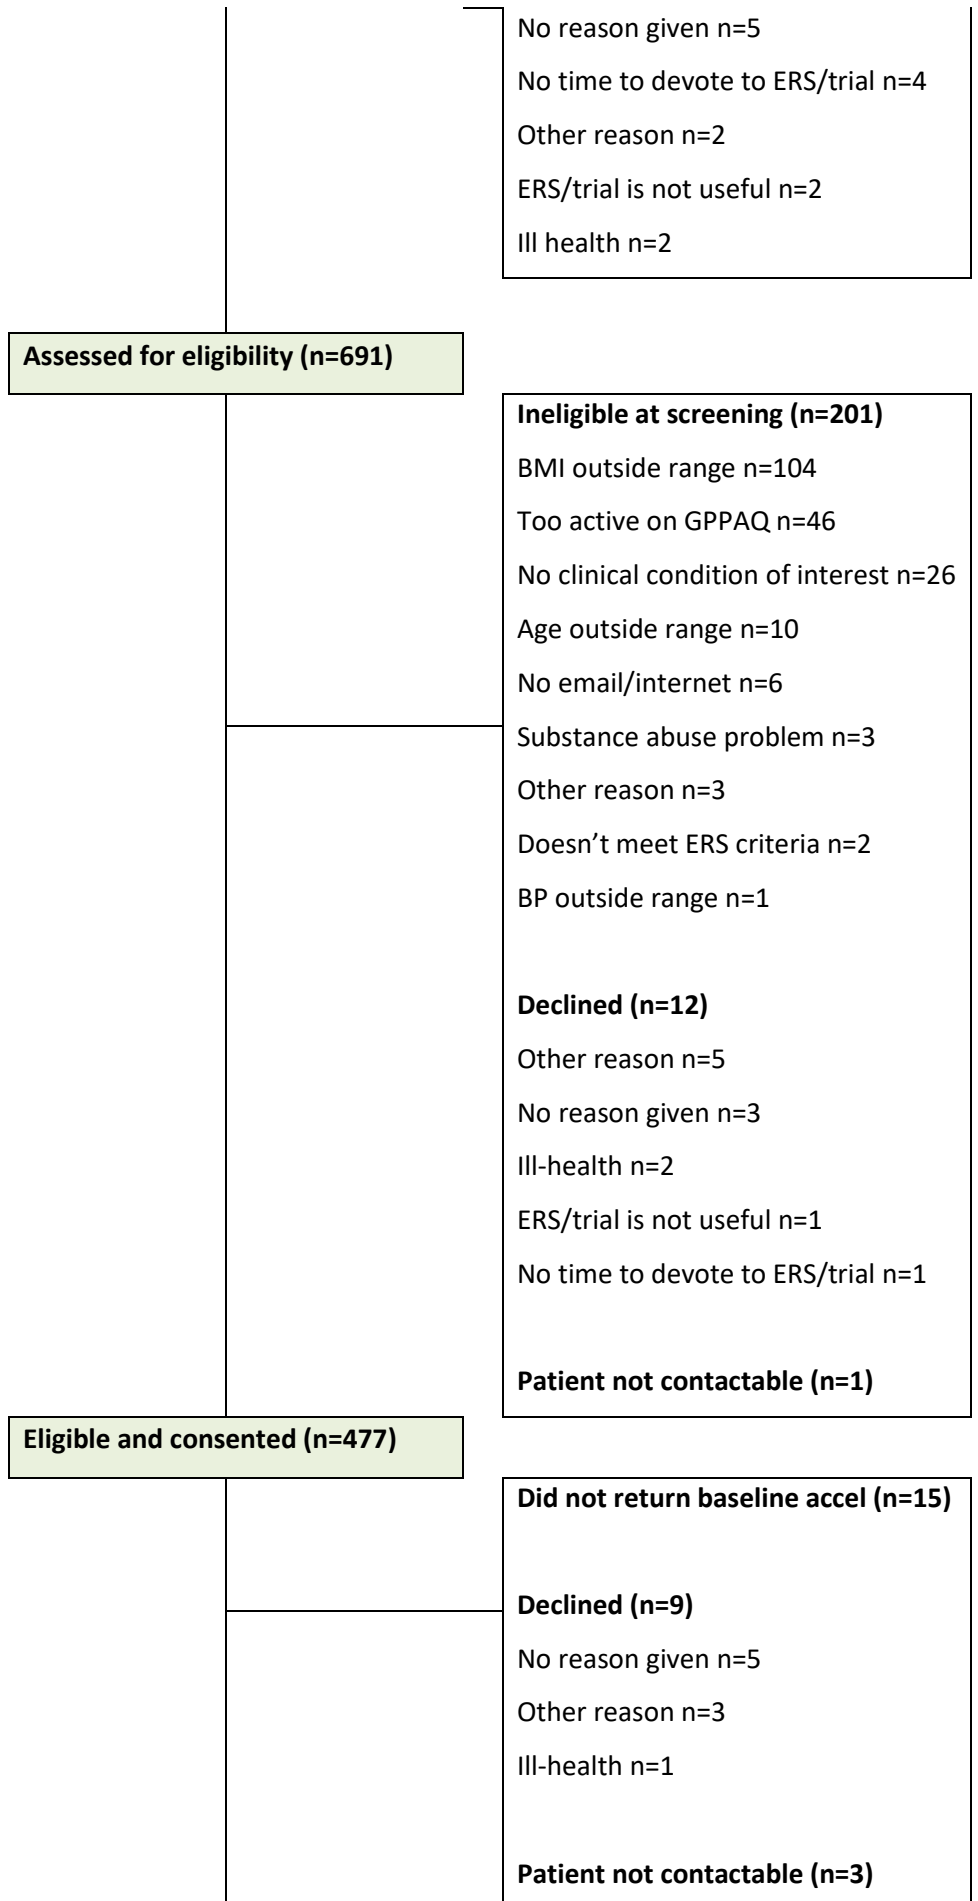 No reason given n=5
No time to devote to ERS/trial n=4
Other reason n=2
ERS/trial is not useful n=2
Ill health n=2
Assessed for eligibility (n=691)
Ineligible at screening (n=201)
BMI outside range n=104
Too active on GPPAQ n=46
No clinical condition of interest n=26
Age outside range n=10
No email/internet n=6
Substance abuse problem n=3
Other reason n=3
Doesn’t meet ERS criteria n=2
BP outside range n=1
Declined (n=12)
Other reason n=5
No reason given n=3
Ill-health n=2
ERS/trial is not useful n=1
No time to devote to ERS/trial n=1
Patient not contactable (n=1)
Eligible and consented (n=477)
Did not return baseline accel (n=15)
Declined (n=9)
No reason given n=5
Other reason n=3
Ill-health n=1
Patient not contactable (n=3)